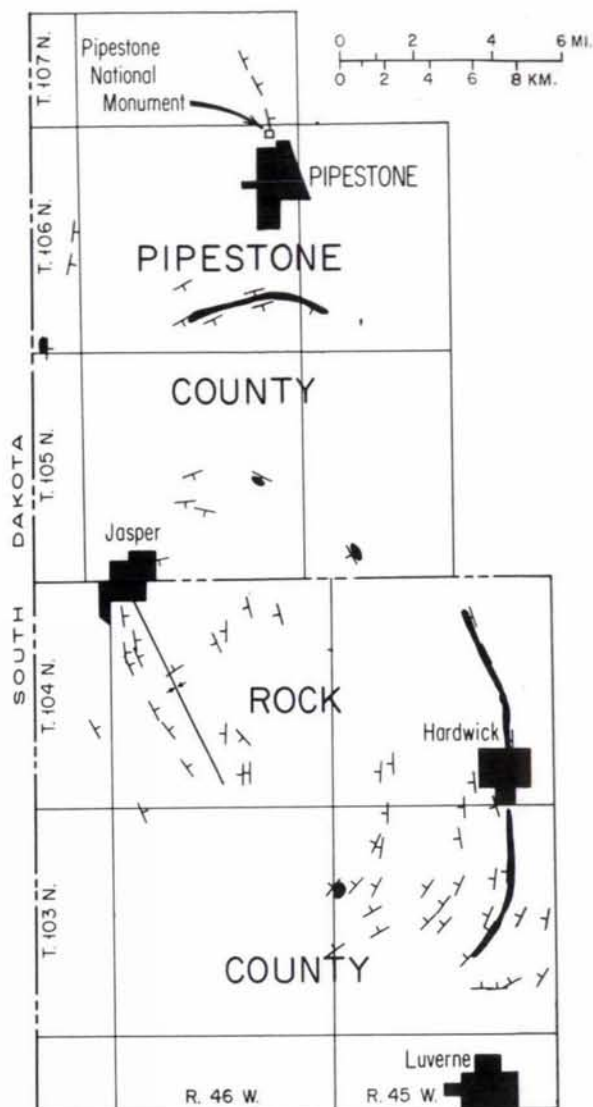 T. 107 N.
Pipestone
National
Monument
0 2 4 6 MI.
0 2 4 6 8 KM.
T. 106 N.
PIPESTONE
PIPESTONE
COUNTY
SOUTH DAKOTA
T. 105 N.
Jasper
T. 104 N.
ROCK
Hardwick
T. 103 N.
COUNTY
Luverne
R. 46 W.
R. 45 W.